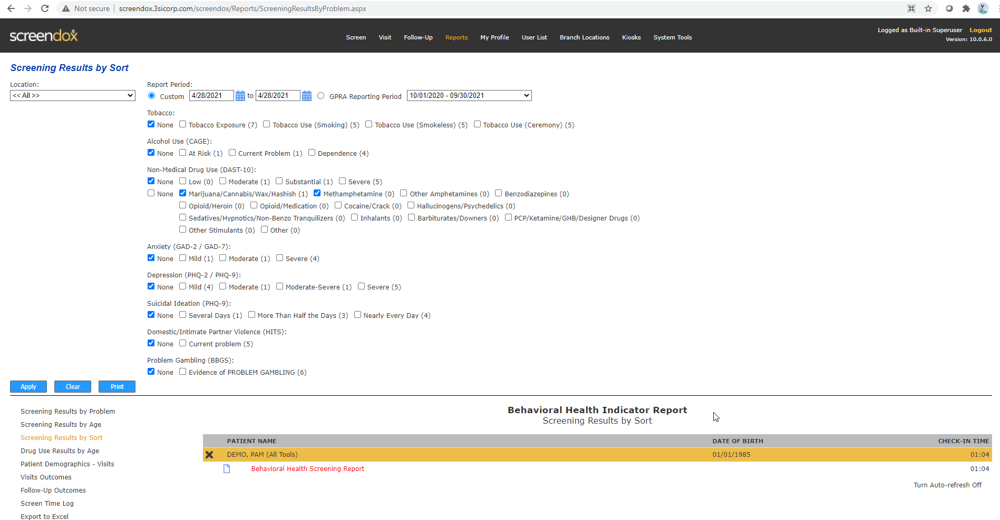 Not secure | screendox.3sicorp.com/screendox/Reports/ScreeningResultsByProblem.aspx
screendox
Screen Visit Follow-Up Reports My Profile User List Branch Locations Kiosks System Tools
Logged as Built-in Superuser Logout
Version: 10.0.6.0
Screening Results by Sort
Location:
<< All >>
Report Period:
Custom 4/28/2021 to 4/28/2021 GPRA Reporting Period 10/01/2020 - 09/30/2021
Tobacco:
None Tobacco Exposure (7) Tobacco Use (Smoking) (5) Tobacco Use (Smokeless) (5) Tobacco Use (Ceremony) (5)
Alcohol Use (CAGE):
None At Risk (1) Current Problem (1) Dependence (4)
Non-Medical Drug Use (DAST-10):
None Low (0) Moderate (1) Substantial (1) Severe (5)
None Marijuana/Cannabis/Wax/Hashish (1) Methamphetamine (0) Other Amphetamines (0) Benzodiazepines (0)
Opioid/Heroin (0) Opioid/Medication (0) Cocaine/Crack (0) Hallucinogens/Psychedelics (0)
Sedatives/Hypnotics/Non-Benzo Tranquilizers (0) Inhalants (0) Barbiturates/Downers (0) PCP/Ketamine/GHB/Designer Drugs (0)
Other Stimulants (0) Other (0)
Anxiety (GAD-2 / GAD-7):
None Mild (1) Moderate (1) Severe (4)
Depression (PHQ-2 / PHQ-9):
None Mild (4) Moderate (1) Moderate-Severe (1) Severe (5)
Suicidal Ideation (PHQ-9):
None Several Days (1) More Than Half the Days (3) Nearly Every Day (4)
Domestic/Intimate Partner Violence (HITS):
None Current problem (5)
Problem Gambling (BBGS):
None Evidence of PROBLEM GAMBLING (6)
Apply Clear Print
Screening Results by Problem
Screening Results by Age
Screening Results by Sort
Drug Use Results by Age
Patient Demographics - Visits
Visits Outcomes
Follow-Up Outcomes
Screen Time Log
Export to Excel
Behavioral Health Indicator Report
Screening Results by Sort
PATIENT NAME DATE OF BIRTH CHECK-IN TIME
DEMO, PAM (All Tools) 01/01/1985 01:04
Behavioral Health Screening Report 01:04
Turn Auto-refresh Off